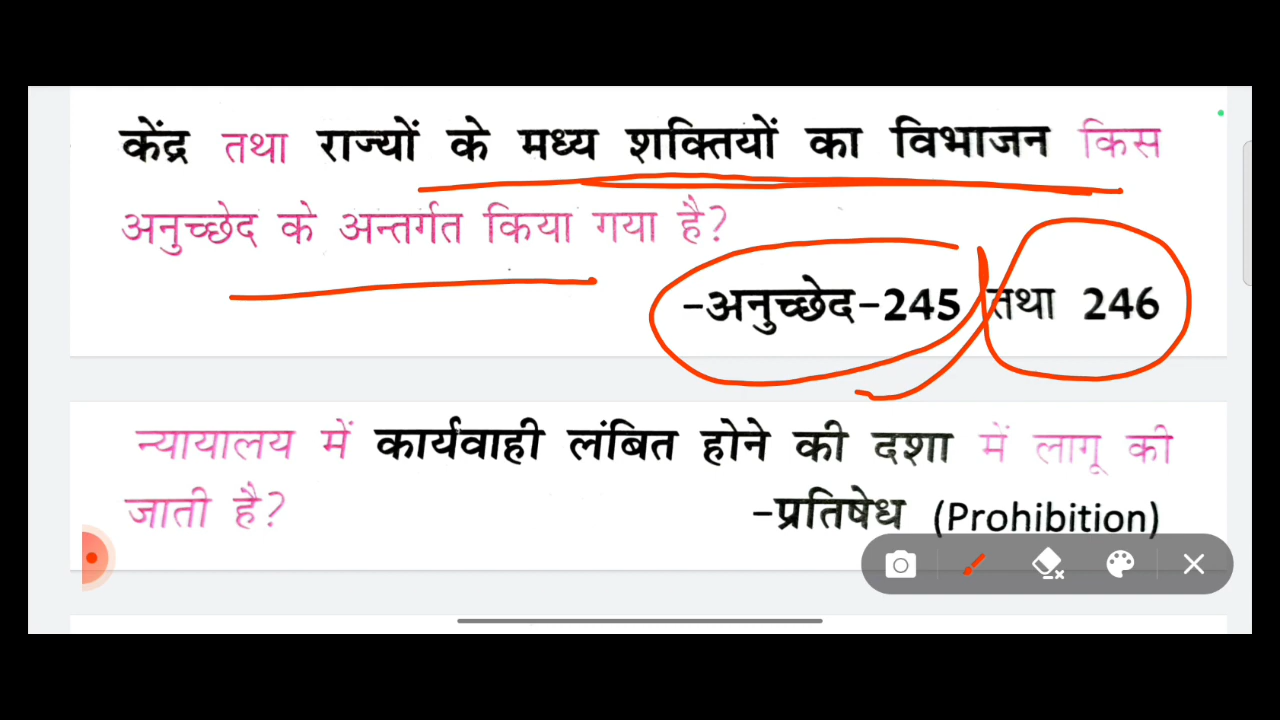 केंद्र तथा राज्यों के मध्य शक्तियों का विभाजन किस
अनुच्छेद के अन्तर्गत किया गया है?
–अनुच्छेद–245 तथा 246
न्यायालय में कार्यवाही लंबित होने की दशा में लागू की
जाती है?
–प्रतिषेध (Prohibition)